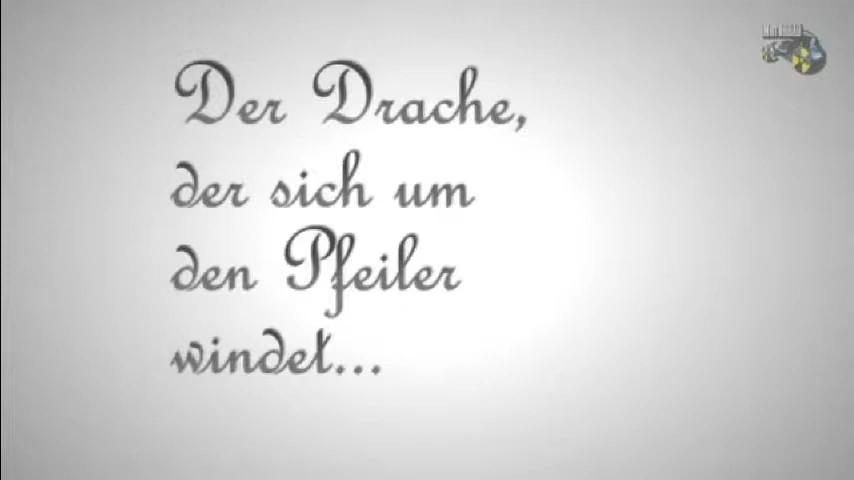 Der Drache,
der sich um
den Pfeiler
windet...